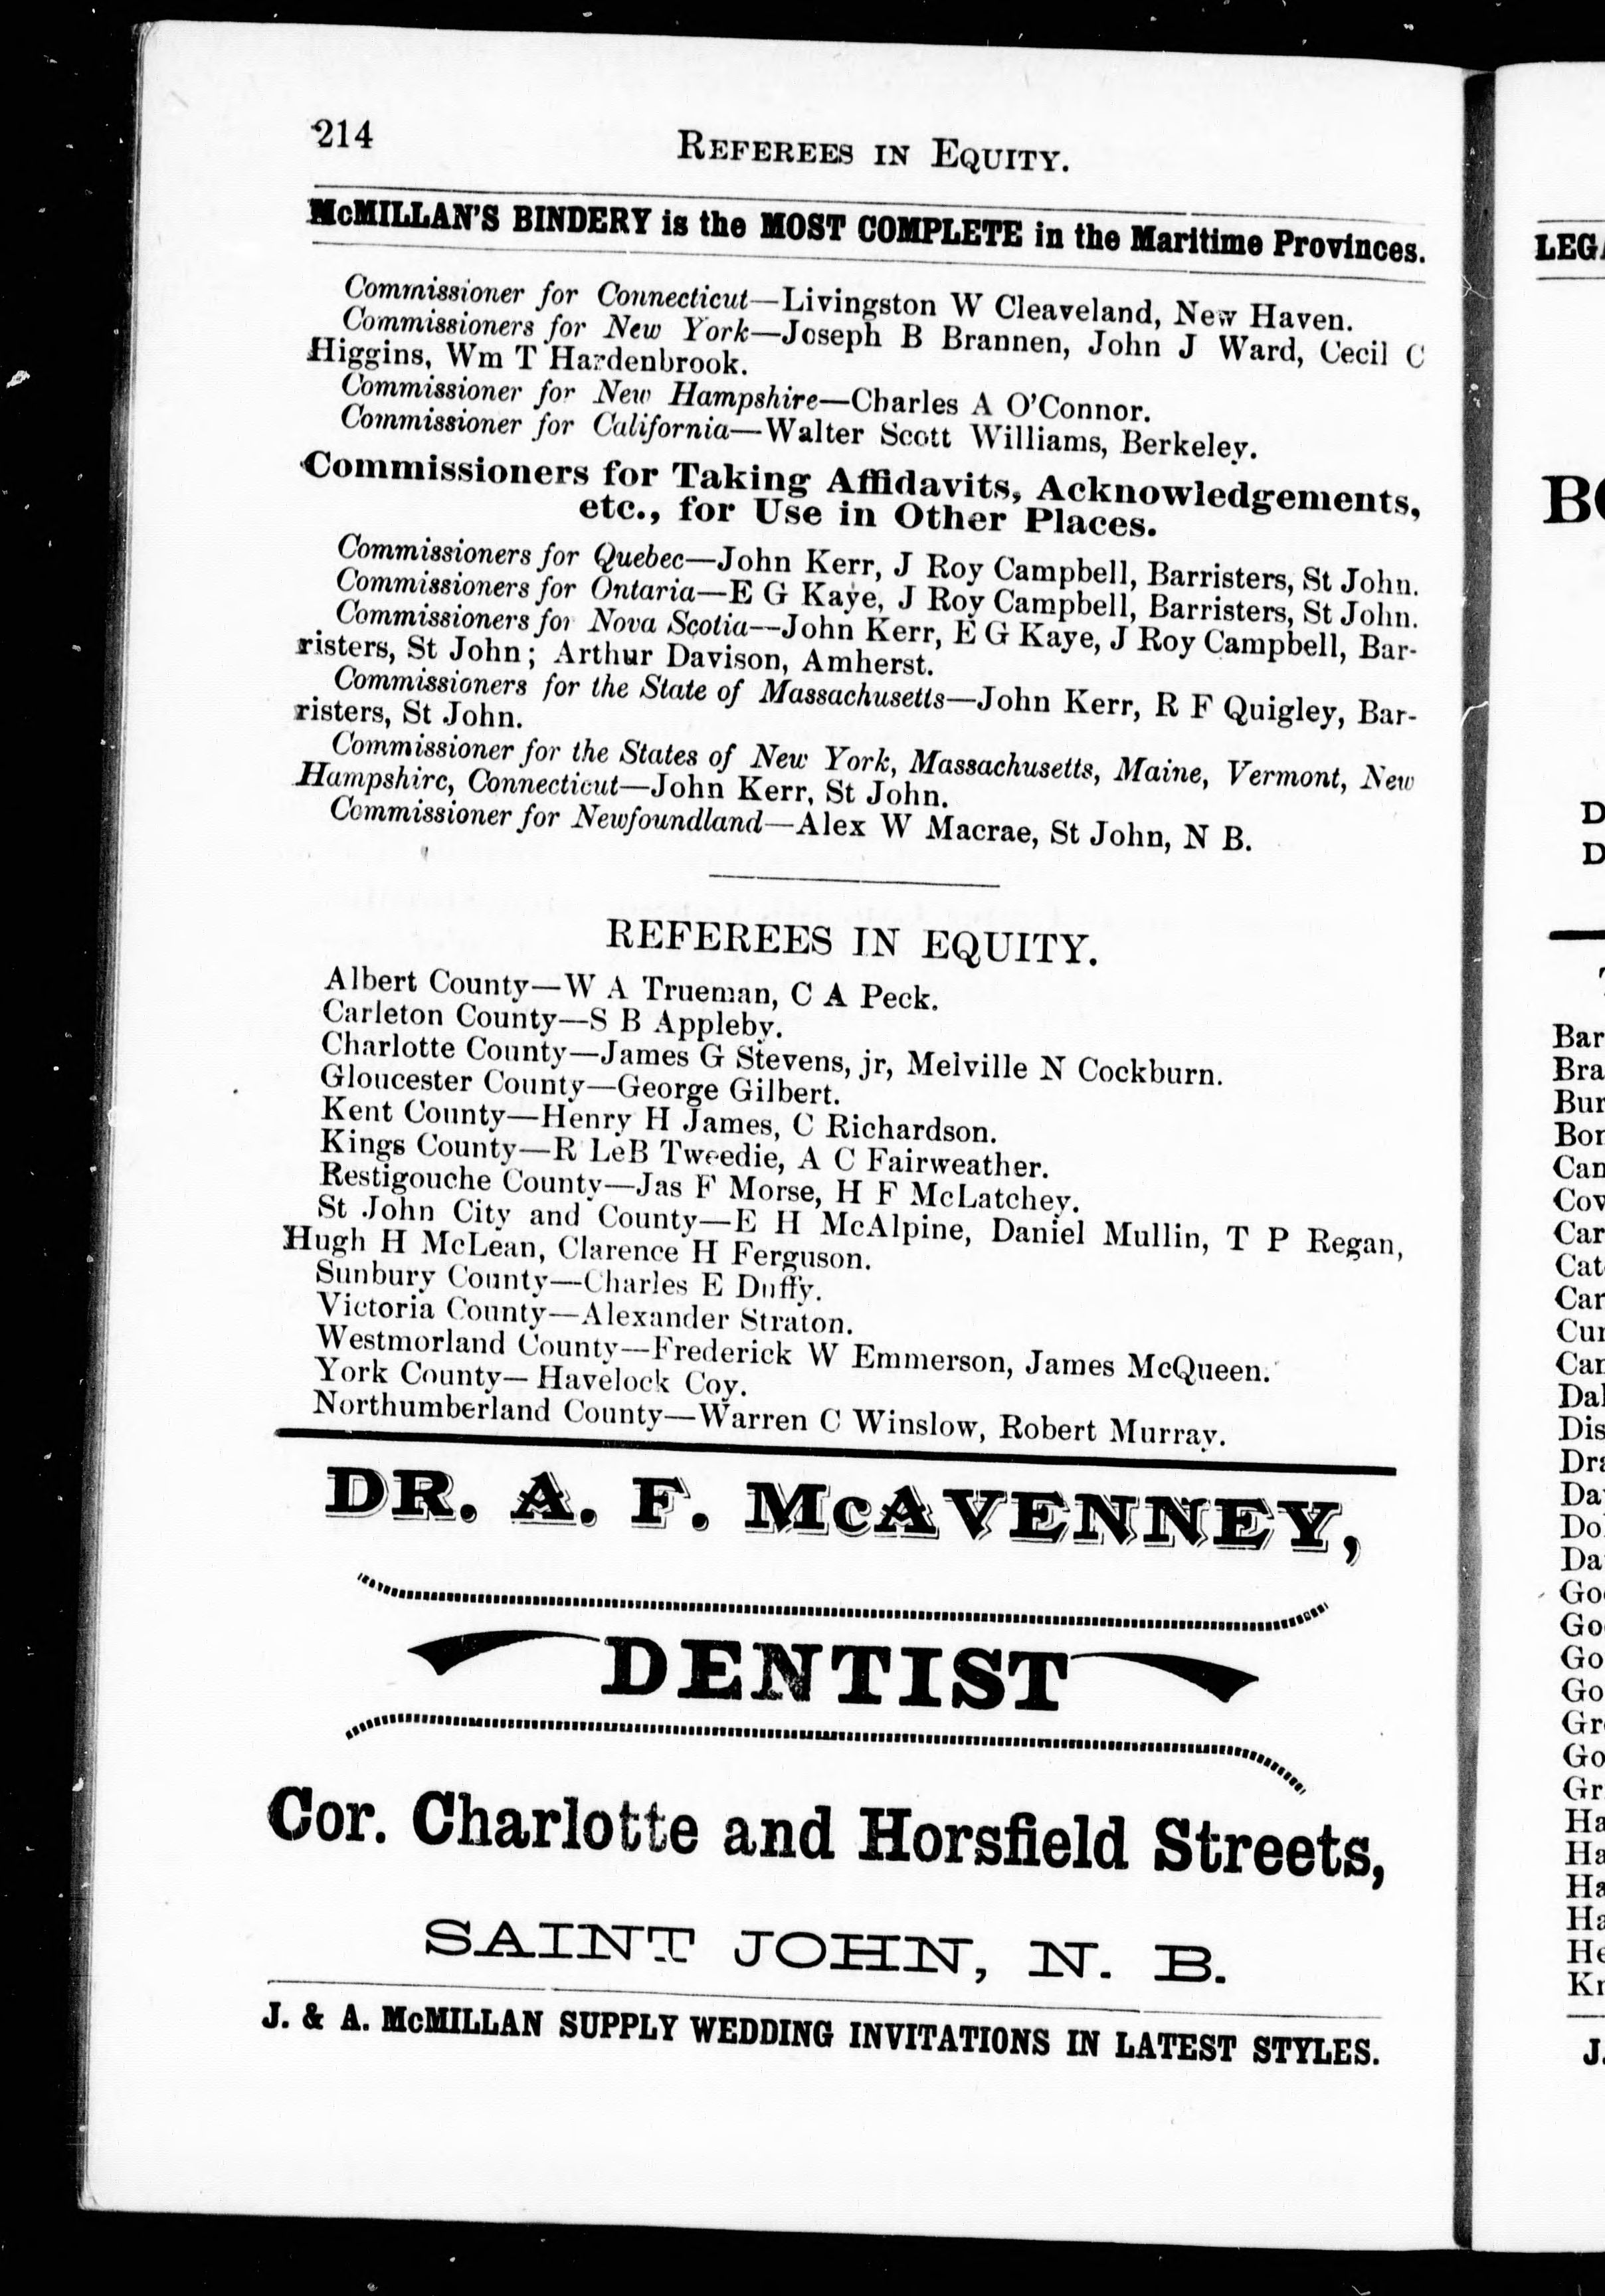 214
REFEREES IN EQUITY.
McMILLAN'S BINDERY is the MOST COMPLETE in the Maritime Provinces.
Commissioner for Connecticut—Livingston W Cleaveland, New Haven.
Commissioners for New York—Joseph B Brannen, John J Ward, Cecil C
Higgins, Wm T Hardenbrook.
Commissioner for New Hampshire—Charles A O'Connor.
Commissioner for California—Walter Scott Williams, Berkeley.
Commissioners for Taking Affidavits, Acknowledgements,
etc., for Use in Other Places.
Commissioners for Quebec—John Kerr, J Roy Campbell, Barristers, St John.
Commissioners for Ontaria—E G Kaye, J Roy Campbell, Barristers, St John.
Commissioners for Nova Scotia—John Kerr, E G Kaye, J Roy Campbell, Bar-
risters, St John; Arthur Davison, Amherst.
Commissioners for the State of Massachusetts—John Kerr, R F Quigley, Bar-
risters, St John.
Commissioner for the States of New York, Massachusetts, Maine, Vermont, New
Hampshire, Connecticut—John Kerr, St John.
Commissioner for Newfoundland—Alex W Macrae, St John, N B.
REFEREES IN EQUITY.
Albert County—W A Trueman, C A Peck.
Carleton County—S B Appleby.
Charlotte County—James G Stevens, jr, Melville N Cockburn.
Gloucester County—George Gilbert.
Kent County—Henry H James, C Richardson.
Kings County—R LeB Tweedie, A C Fairweather.
Restigouche County—Jas F Morse, H F McLatchey.
St John City and County—E H McAlpine, Daniel Mullin, T P Regan,
Hugh H McLean, Clarence H Ferguson.
Sunbury County—Charles E Duffy.
Victoria County—Alexander Straton.
Westmorland County—Frederick W Emmerson, James McQueen.
York County—Havelock Coy.
Northumberland County—Warren C Winslow, Robert Murray.
DR. A. F. McAVENNEY,
DENTIST
Cor. Charlotte and Horsfield Streets,
SAINT JOHN, N. B.
J. & A. McMILLAN SUPPLY WEDDING INVITATIONS IN LATEST STYLES.